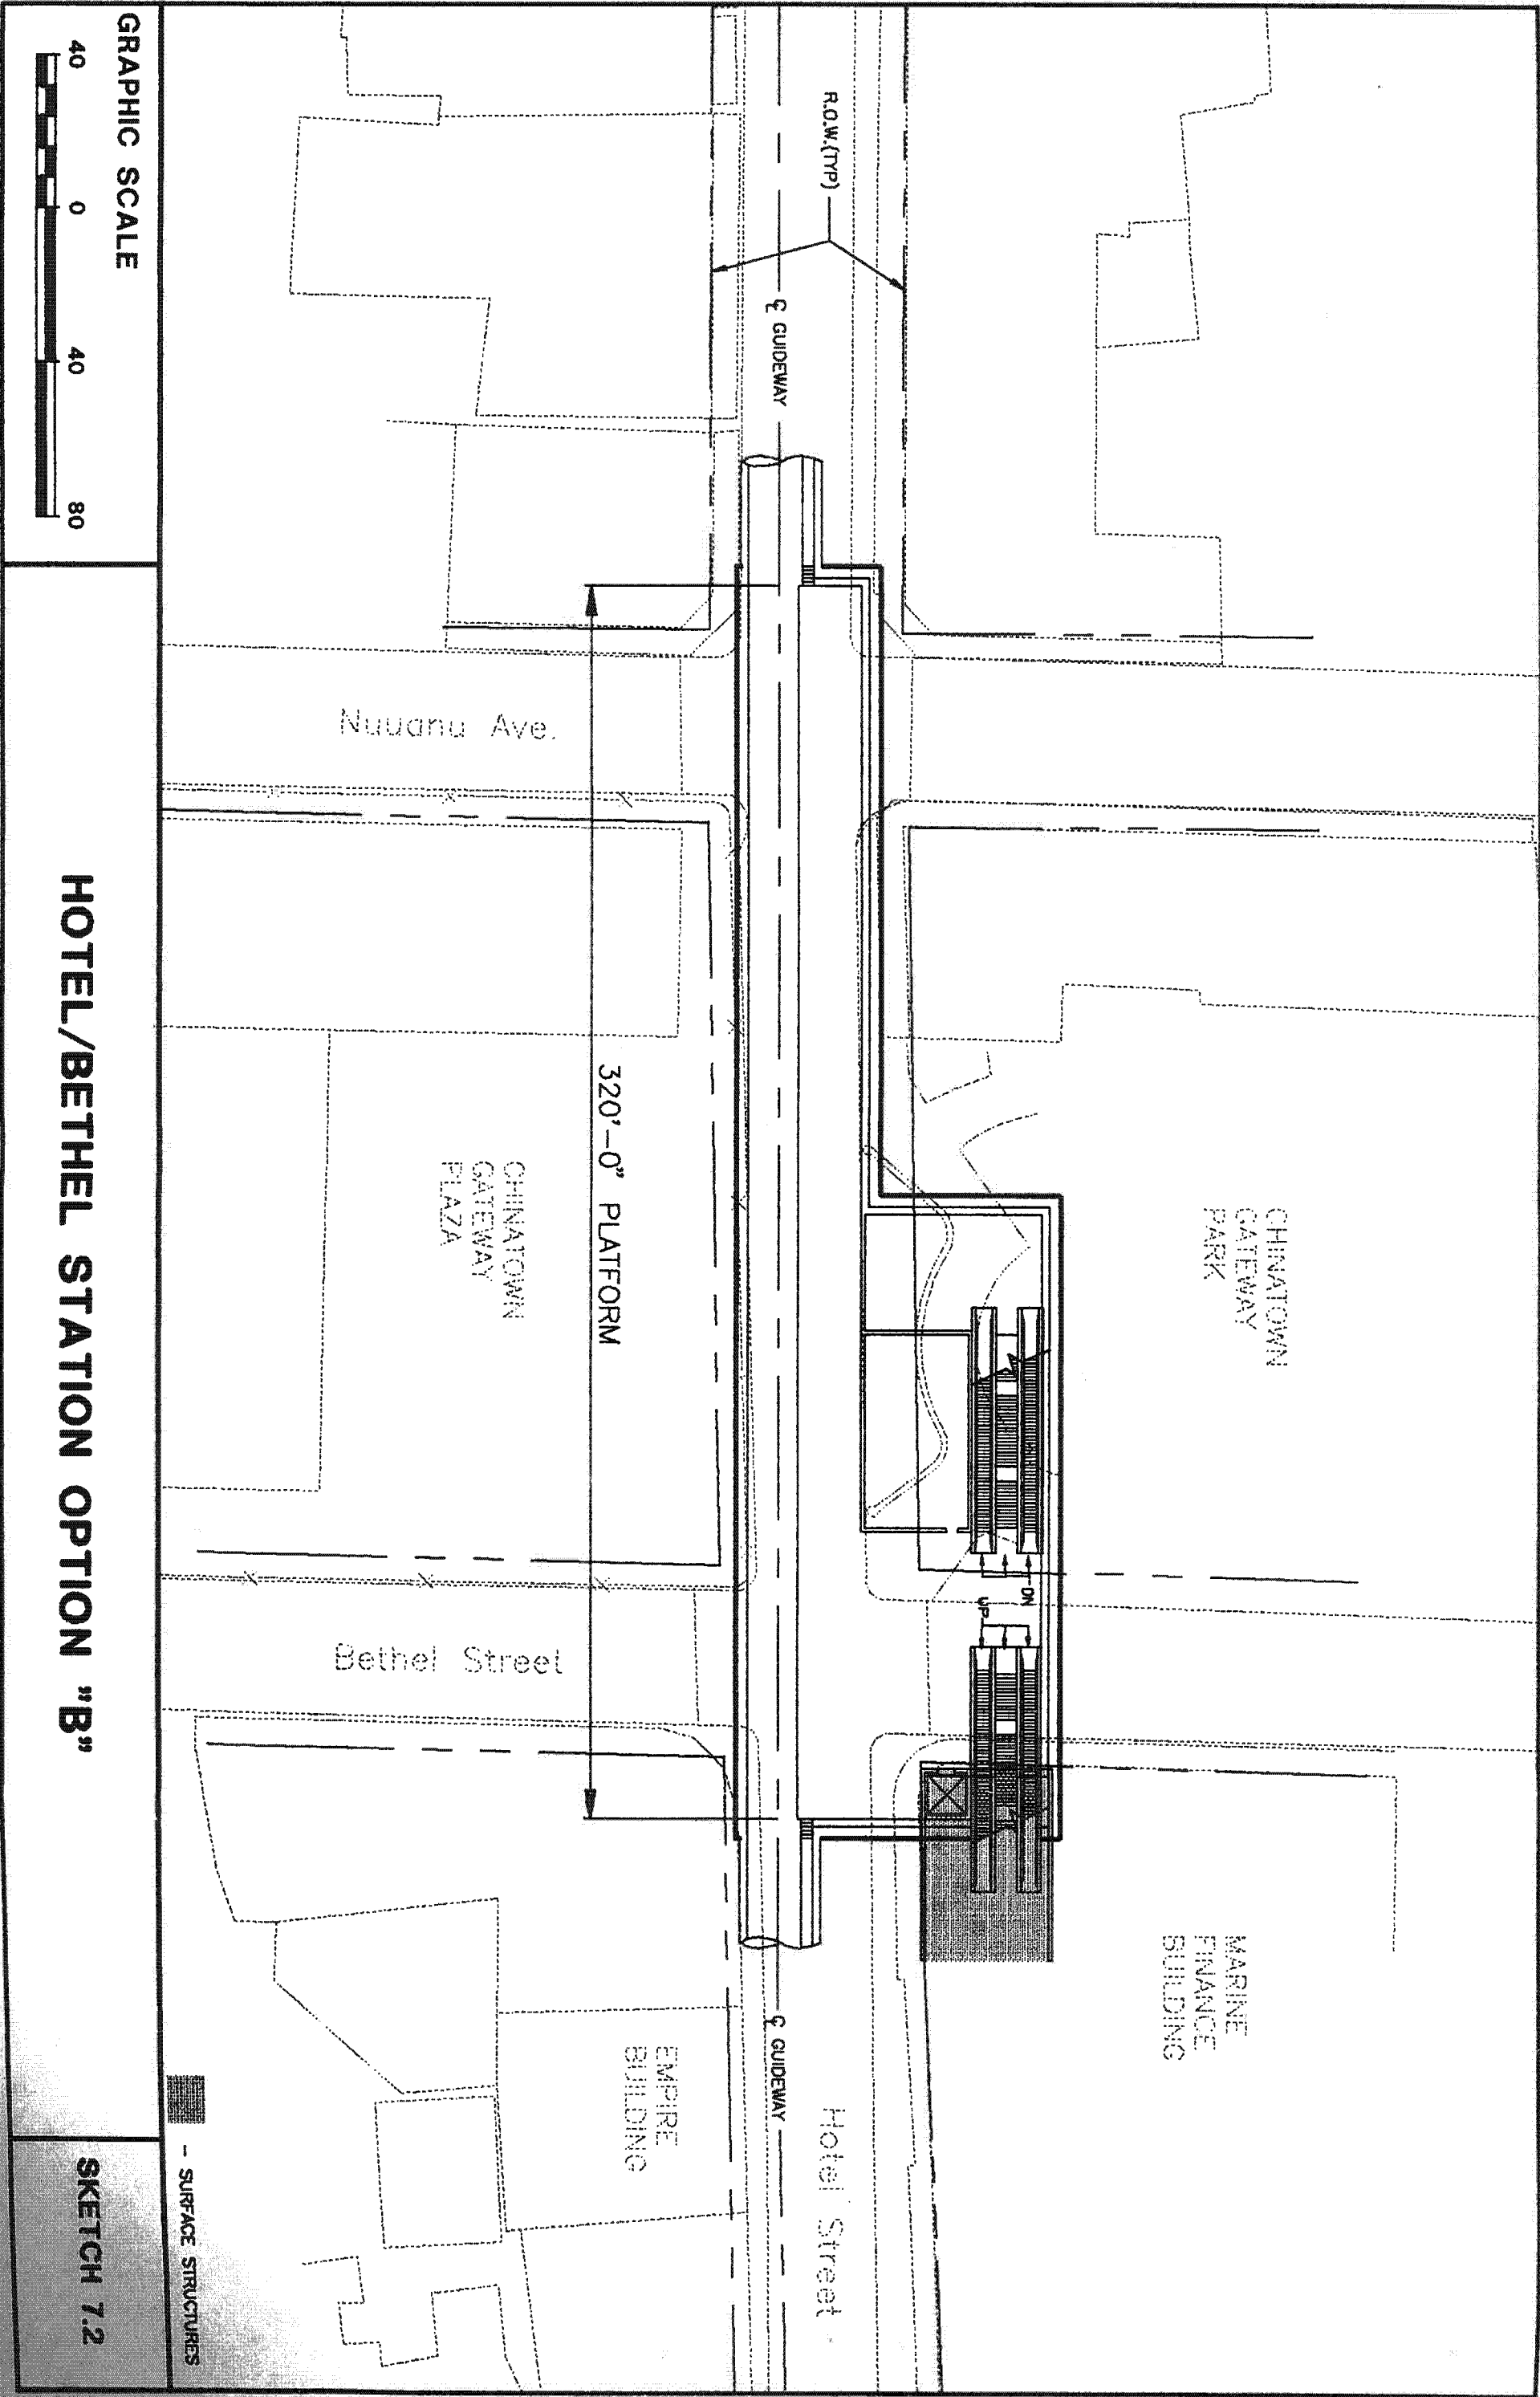 CHINATOWN
GATEWAY
PARK
MARINE
FINANCE
BUILDING
DN
UP
R.O.W.(TYP)
℄ GUIDEWAY
℄ GUIDEWAY
Hotel Street
320'-0" PLATFORM
EMPIRE
BUILDING
CHINATOWN
GATEWAY
PLAZA
Nuuanu Ave.
Bethel Street
- SURFACE STRUCTURES
GRAPHIC SCALE
40 0 40 80
HOTEL/BETHEL STATION OPTION "B"
SKETCH 7.2